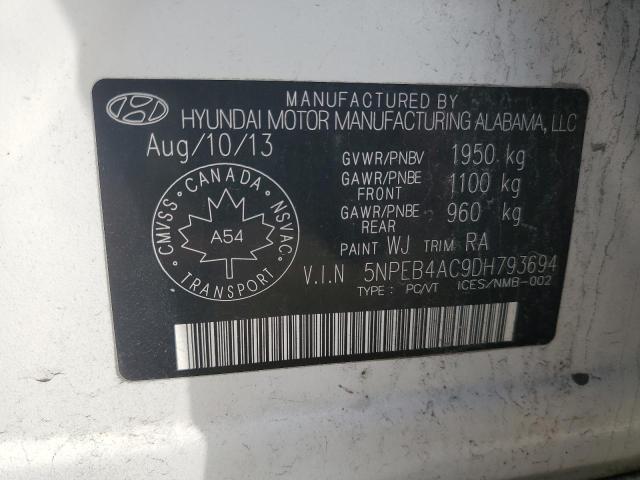 MANUFACTURED BY
HYUNDAI MOTOR MANUFACTURING ALABAMA, LLC
Aug/10/13
GVWR/PNBV 1950 kg
GAWR/PNBE FRONT 1100 kg
GAWR/PNBE REAR 960 kg
PAINT WJ TRIM RA
V.I.N 5NPEB4AC9DH793694
TYPE : PC/VT ICES/NMB-002
CMVSS CANADA NSVAC
A54
TRANSPORT